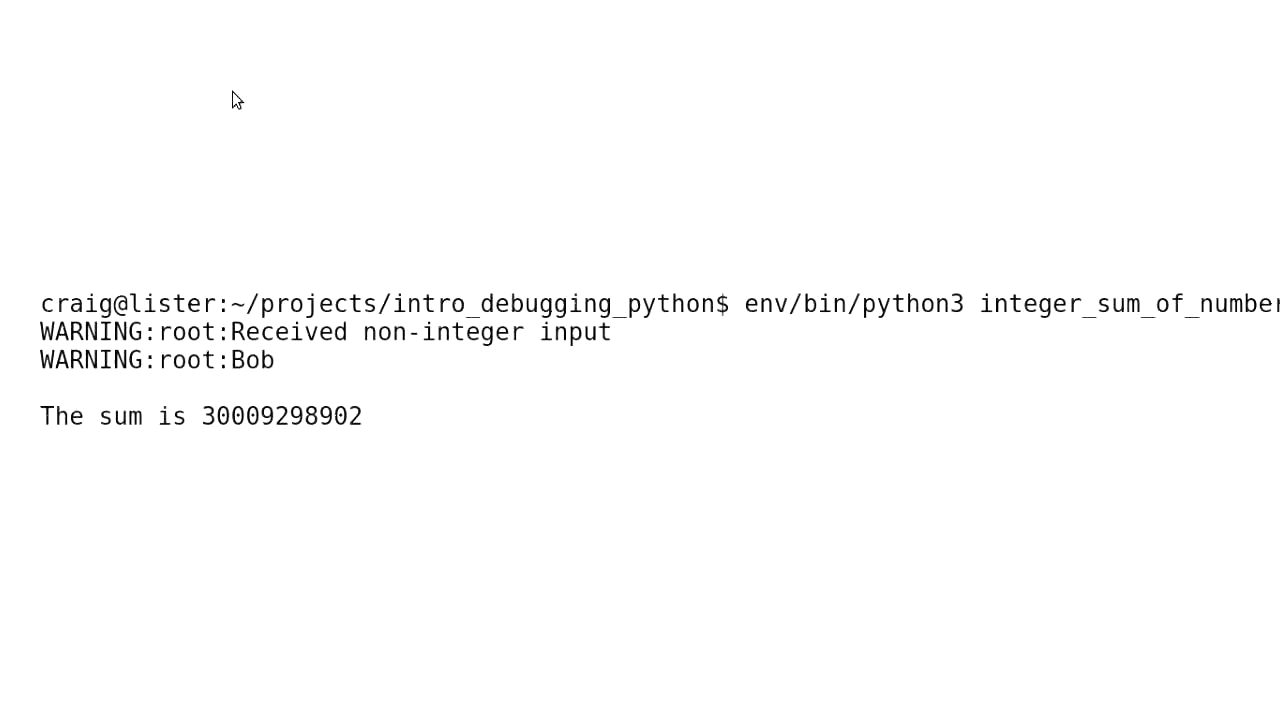 craig@lister:~/projects/intro_debugging_python$ env/bin/python3 integer_sum_of_number
WARNING:root:Received non-integer input
WARNING:root:Bob
The sum is 30009298902